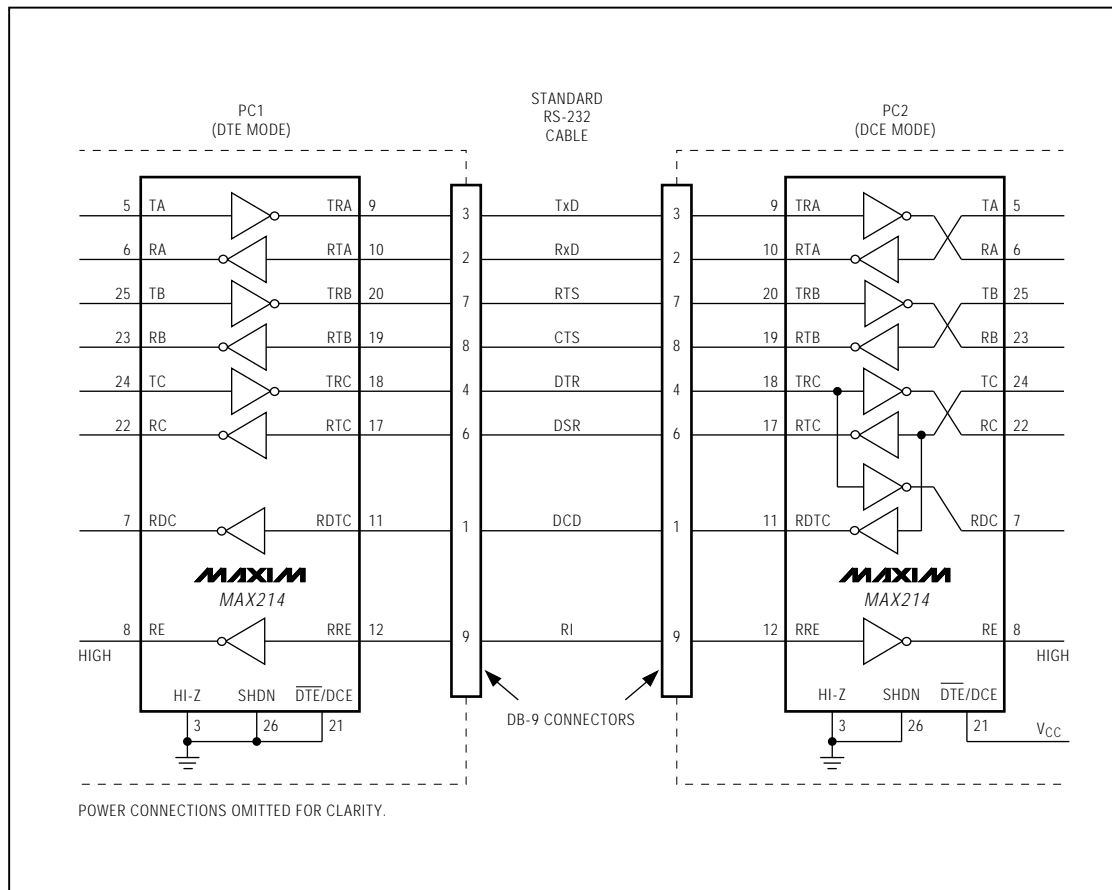 PC1
(DTE MODE)
STANDARD
RS-232
CABLE
PC2
(DCE MODE)
5 TA TRA 9 3 TxD 3 9 TRA TA 5
6 RA RTA 10 2 RxD 2 10 RTA RA 6
25 TB TRB 20 7 RTS 7 20 TRB TB 25
23 RB RTB 19 8 CTS 8 19 RTB RB 23
24 TC TRC 18 4 DTR 4 18 TRC TC 24
22 RC RTC 17 6 DSR 6 17 RTC RC 22
7 RDC RDTC 11 1 DCD 1 11 RDTC RDC 7
MAXIM MAXIM
MAX214 MAX214
8 RE RRE 12 9 RI 9 12 RRE RE 8
HIGH HIGH
HI-Z SHDN DTE/DCE HI-Z SHDN DTE/DCE
3 26 21 DB-9 CONNECTORS 3 26 21 VCC
POWER CONNECTIONS OMITTED FOR CLARITY.